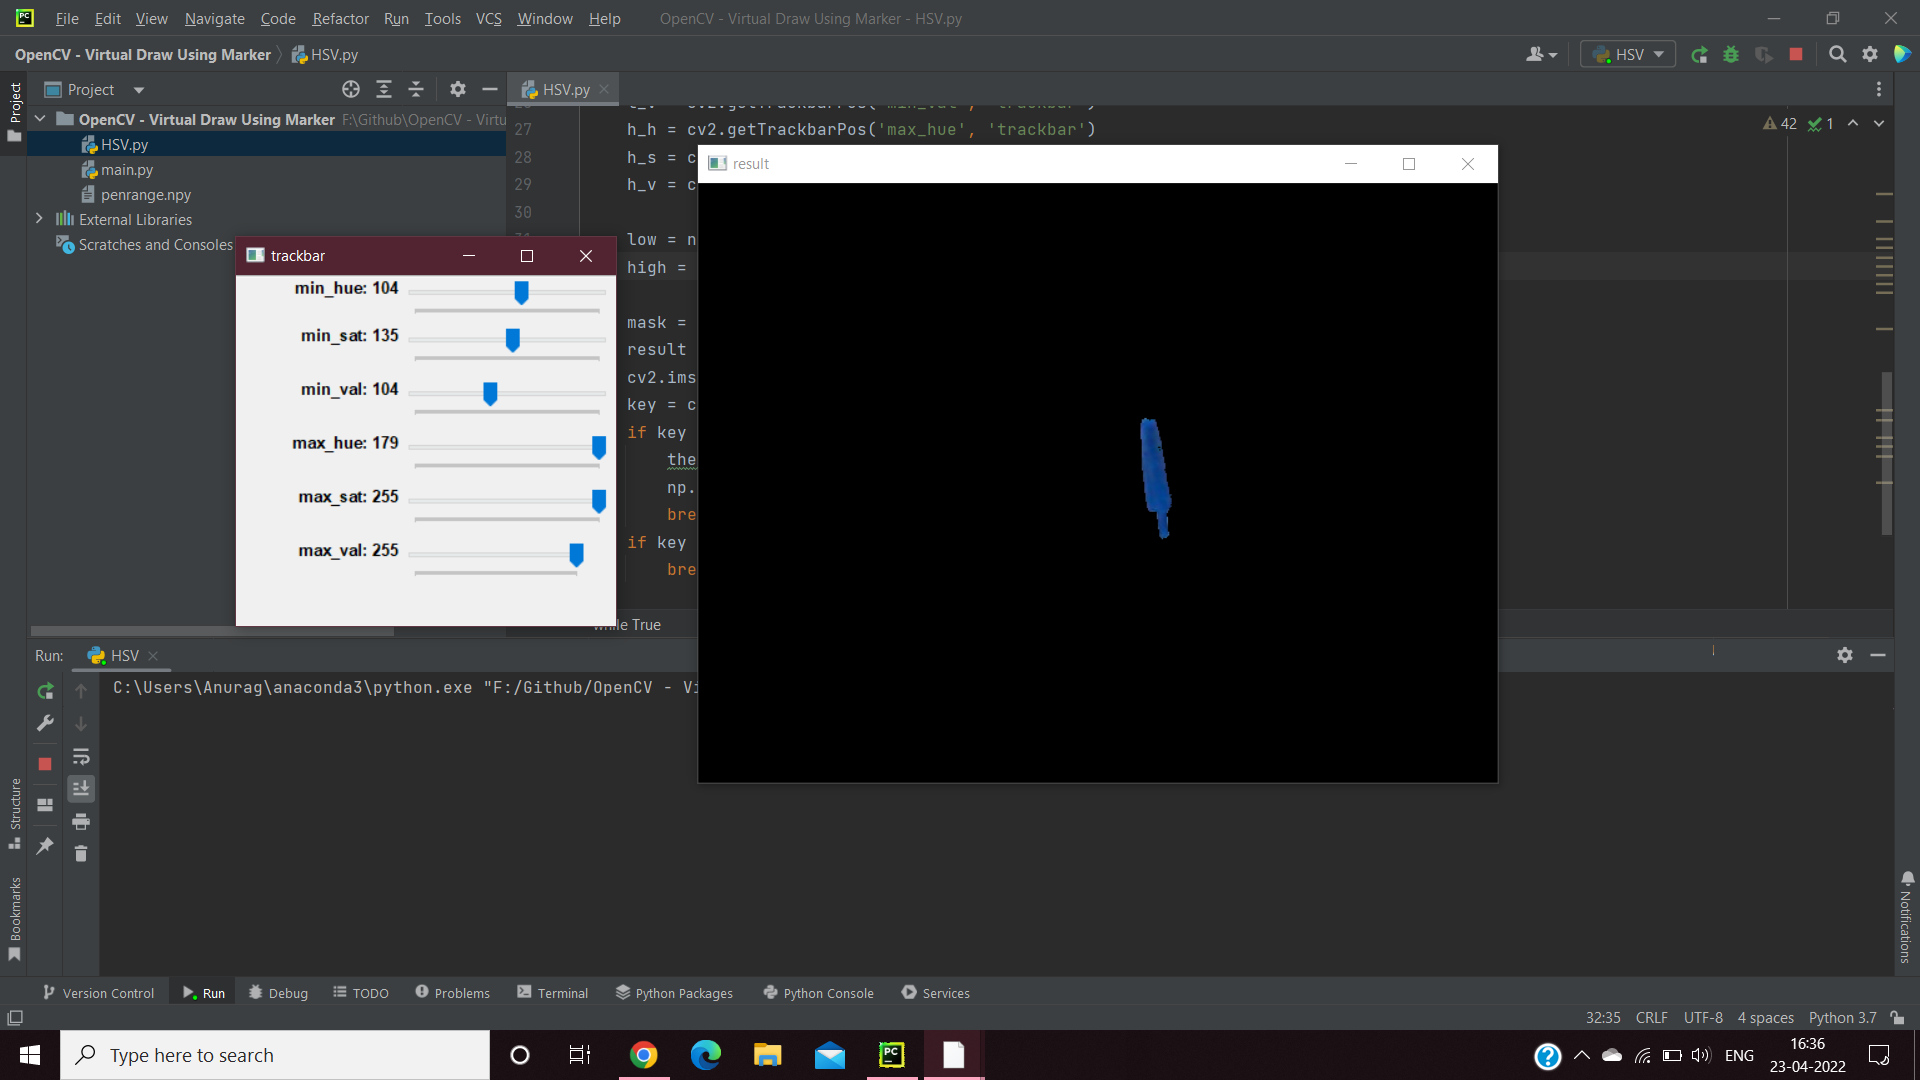 PC
File Edit View Navigate Code Refactor Run Tools VCS Window Help OpenCV - Virtual Draw Using Marker - HSV.py
OpenCV - Virtual Draw Using Marker HSV.py HSV
Project
Project HSV.py
OpenCV - Virtual Draw Using Marker F:\Github\OpenCV - Virtu
HSV.py
main.py
penrange.npy
External Libraries
Scratches and Consoles
42 1
27 h_h = cv2.getTrackbarPos('max_hue', 'trackbar')
28 h_s = c
29 h_v = c
30
low = n
high =
mask =
result
cv2.ims
key = c
if key
the
np.
bre
if key
bre
while True
result
trackbar
min_hue: 104
min_sat: 135
min_val: 104
max_hue: 179
max_sat: 255
max_val: 255
Run: HSV
C:\Users\Anurag\anaconda3\python.exe "F:/Github/OpenCV - Vi
Structure
Bookmarks
Notifications
Version Control Run Debug TODO Problems Terminal Python Packages Python Console Services
32:35 CRLF UTF-8 4 spaces Python 3.7
Type here to search
PC
ENG
16:36
23-04-2022